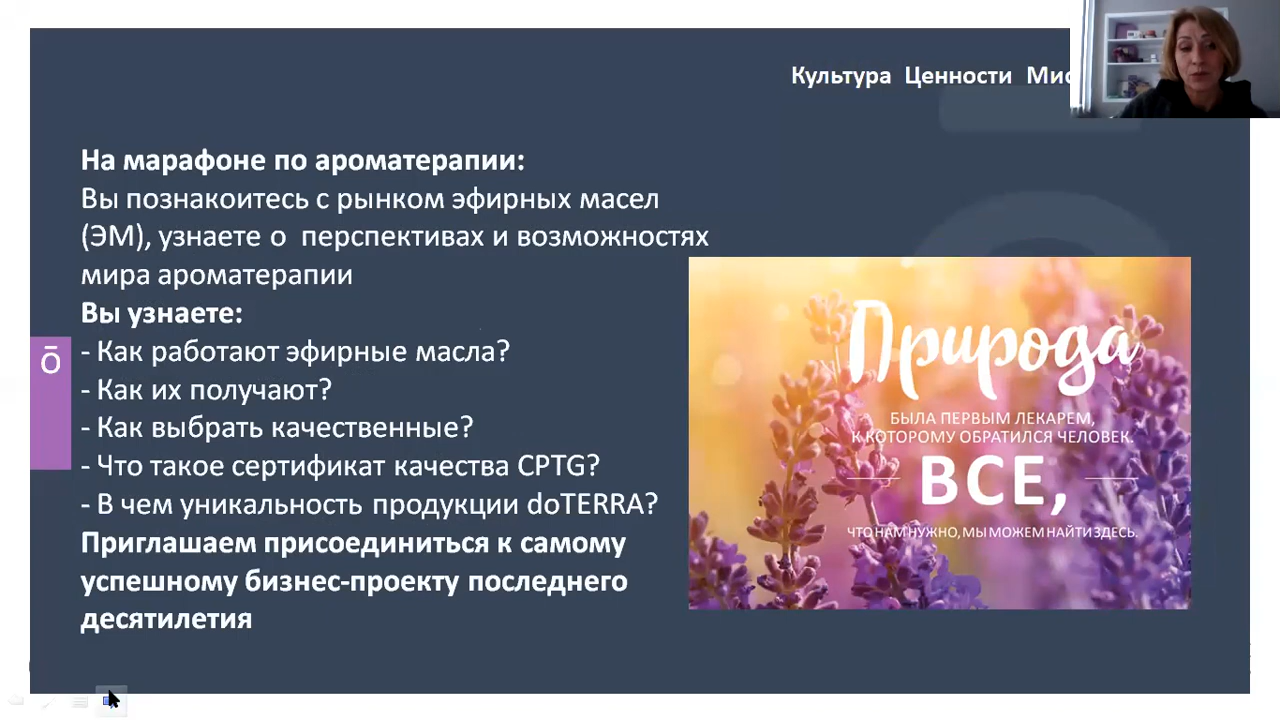 Культура Ценности
На марафоне по ароматерапии:
Вы познакоитесь с рынком эфирных масел
(ЭМ), узнаете о перспективах и возможностях
мира ароматерапии
Вы узнаете:
- Как работают эфирные масла?
- Как их получают?
- Как выбрать качественные?
- Что такое сертификат качества CPTG?
- В чем уникальность продукции doTERRA?
Приглашаем присоединиться к самому
успешному бизнес-проекту последнего
десятилетия
ō
Природа
БЫЛА ПЕРВЫМ ЛЕКАРЕМ,
К КОТОРОМУ ОБРАТИЛСЯ ЧЕЛОВЕК.
ВСЕ,
ЧТО НАМ НУЖНО, МЫ МОЖЕМ НАЙТИ ЗДЕСЬ.